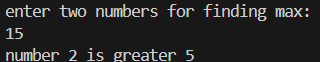 enter two numbers for finding max:
15
number 2 is greater 5